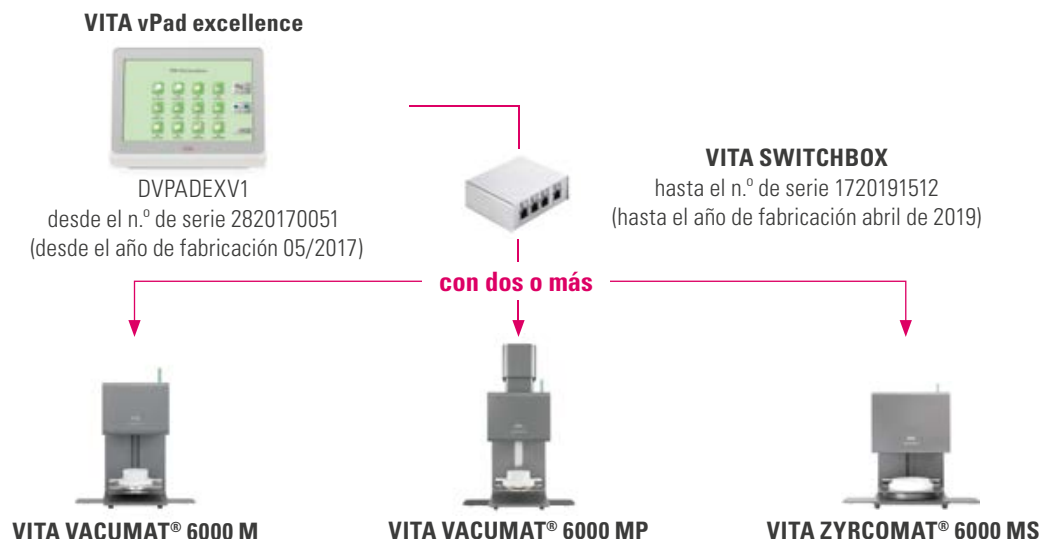 VITA vPad excellence
DVPADEXV1
desde el n.º de serie 2820170051
(desde el año de fabricación 05/2017)
VITA SWITCHBOX
hasta el n.º de serie 1720191512
(hasta el año de fabricación abril de 2019)
con dos o más
VITA VACUMAT® 6000 M
VITA VACUMAT® 6000 MP
VITA ZYRCOMAT® 6000 MS